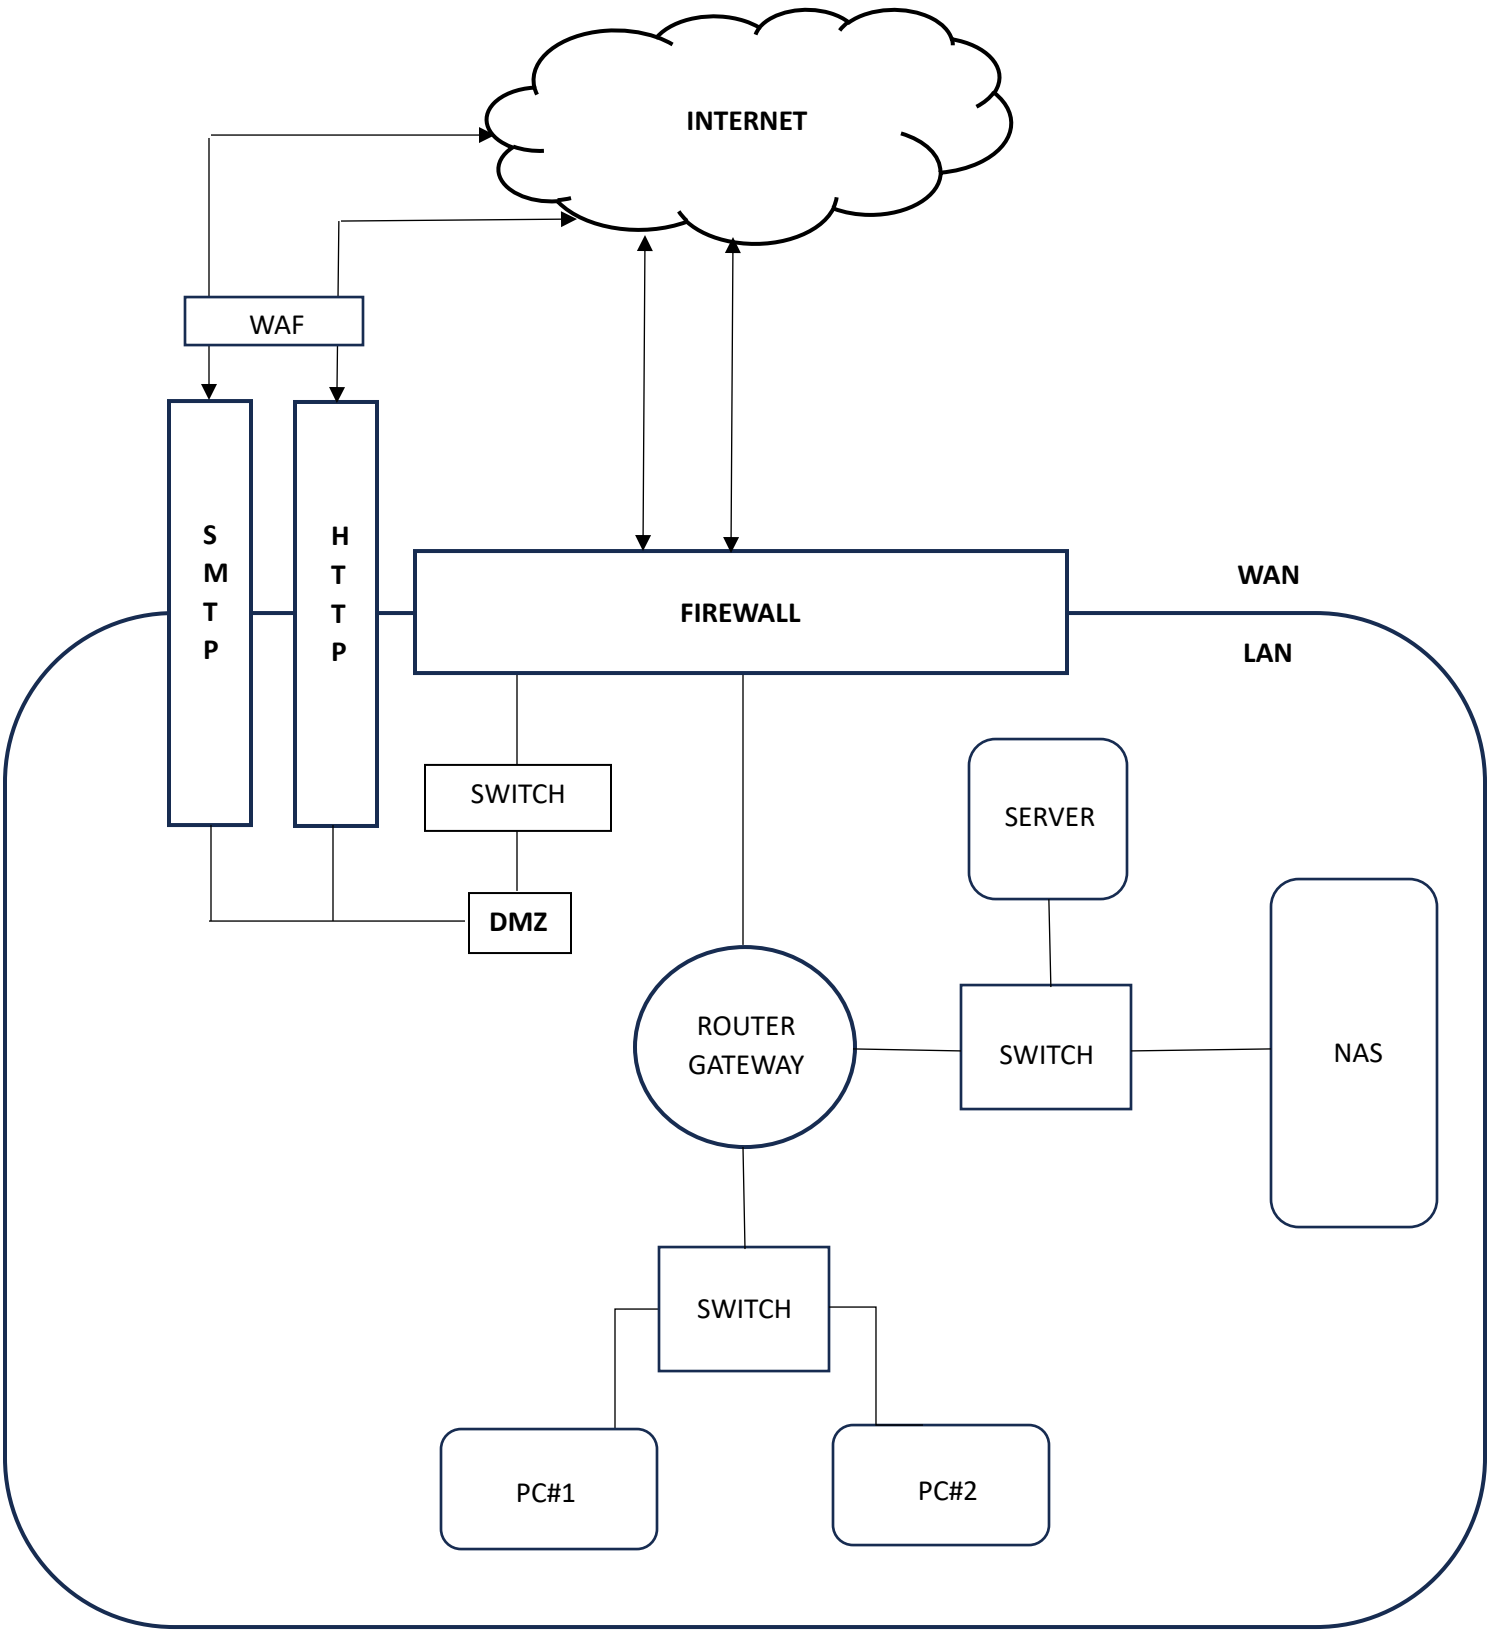 INTERNET
WAF
S
M
T
P
H
T
T
P
FIREWALL
WAN
LAN
SWITCH
SERVER
DMZ
ROUTER
GATEWAY
SWITCH
NAS
SWITCH
PC#1
PC#2